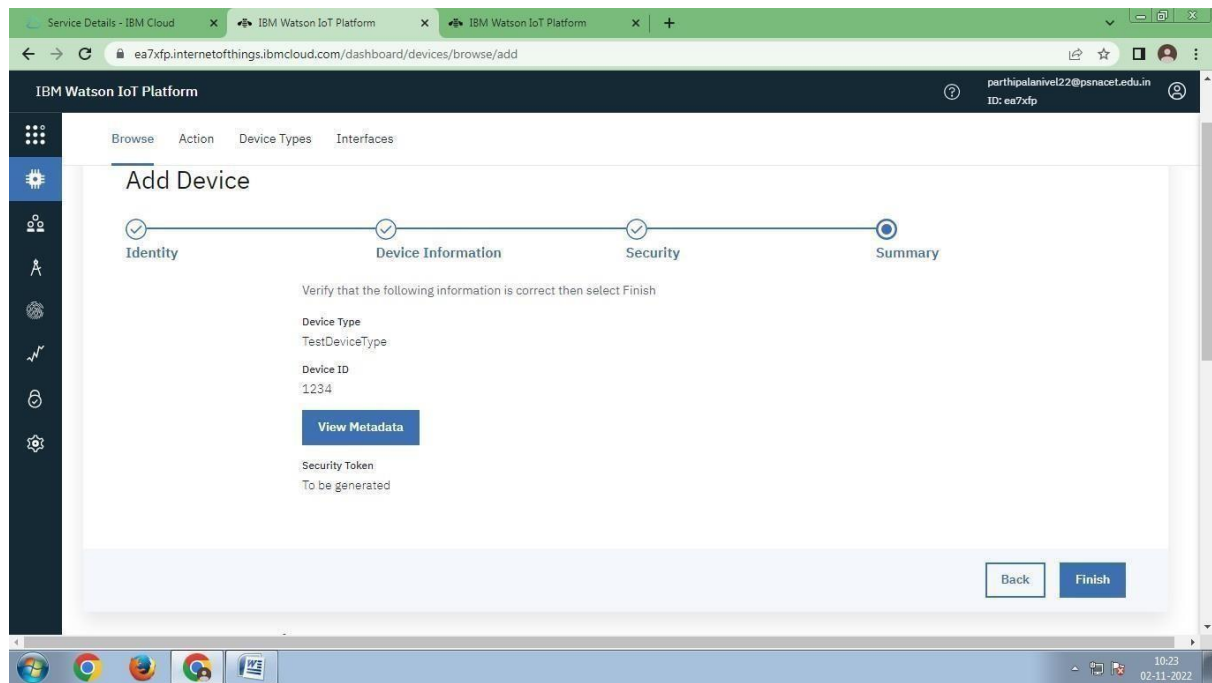 Service Details - IBM Cloud
IBM Watson IoT Platform
IBM Watson IoT Platform
ea7xfp.internetofthings.ibmcloud.com/dashboard/devices/browse/add
IBM Watson IoT Platform
parthipalanivel22@psnacet.edu.in
ID: ea7xfp
Browse Action Device Types Interfaces
Add Device
Identity Device Information Security Summary
Verify that the following information is correct then select Finish
Device Type
TestDeviceType
Device ID
1234
View Metadata
Security Token
To be generated
Back Finish
10:23
02-11-2022